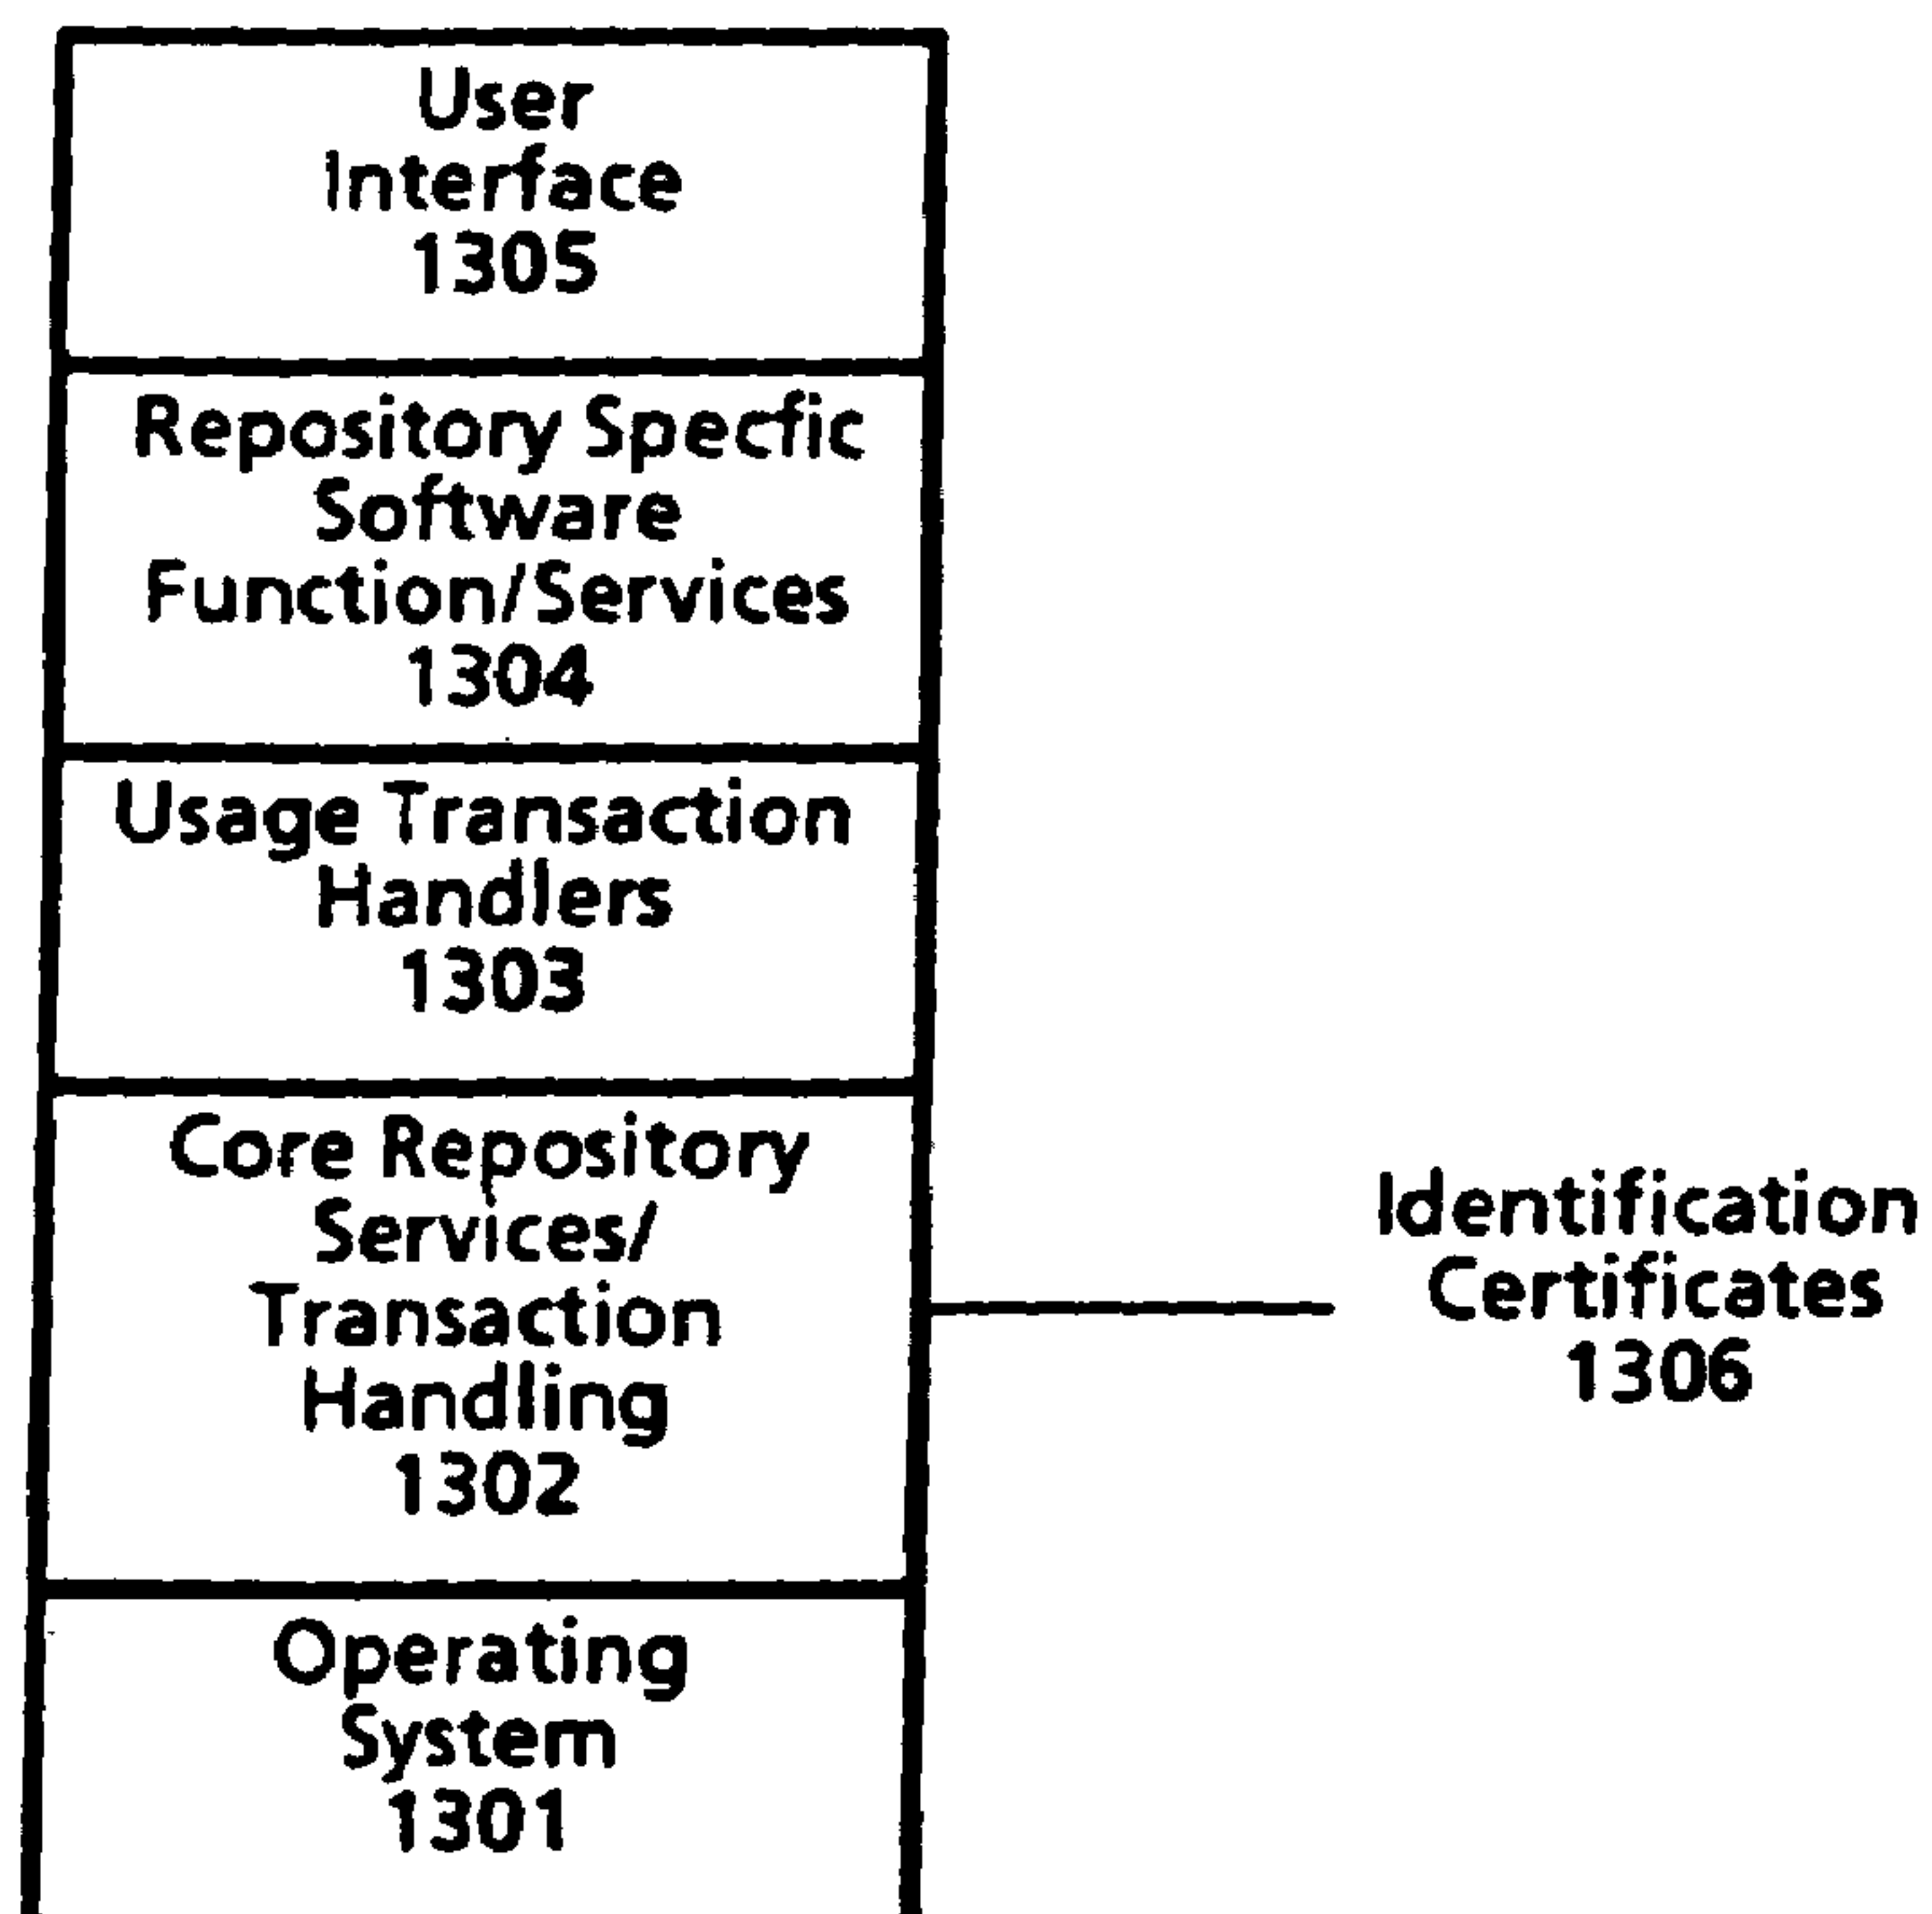 User
Interface
1305
Repository Specfic
Software
Function/Services
1304
Usage Transaction
Handlers
1303
Core Repository
Services/
Transaction
Handling
1302
Identification
Certificates
1306
Operating
System
1301